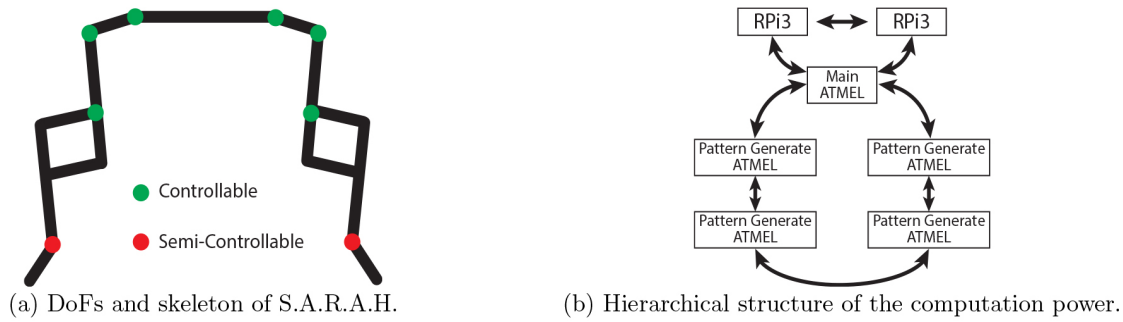 Controllable
Semi-Controllable
(a) DoFs and skeleton of S.A.R.A.H.
RPi3
RPi3
Main
ATMEL
Pattern Generate
ATMEL
Pattern Generate
ATMEL
Pattern Generate
ATMEL
Pattern Generate
ATMEL
(b) Hierarchical structure of the computation power.